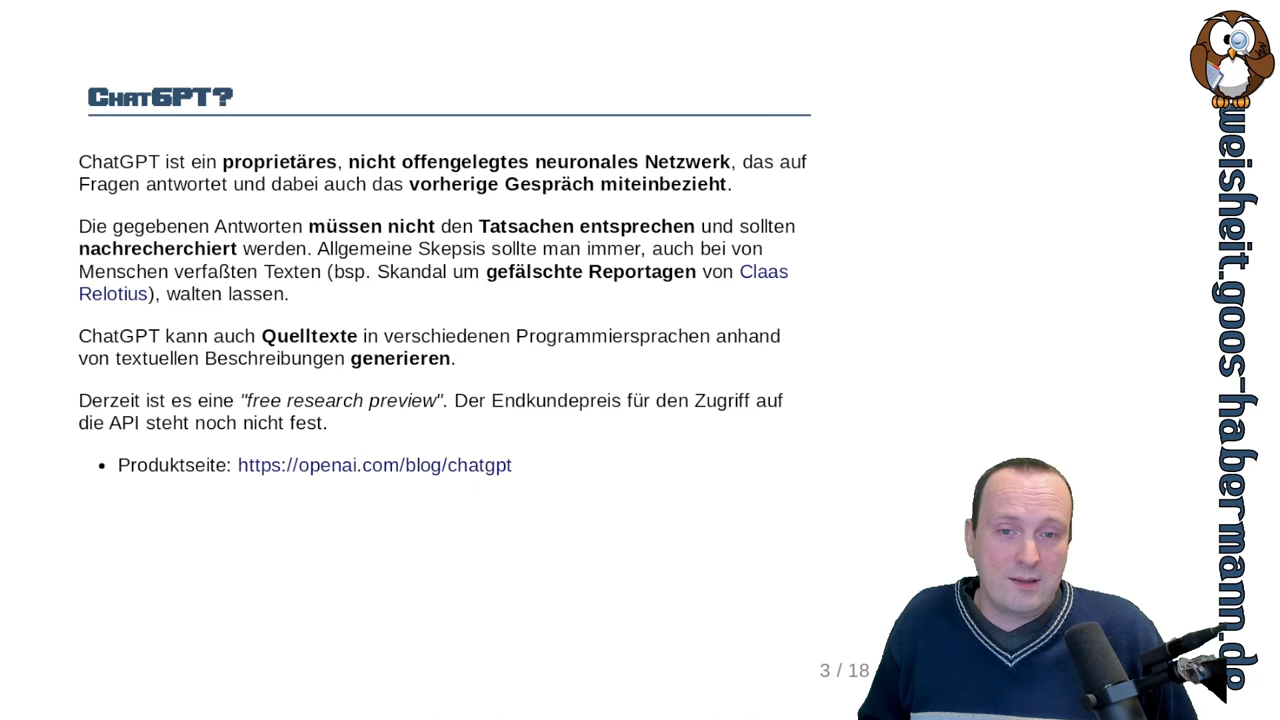 ChatGPT?
ChatGPT ist ein proprietäres, nicht offengelegtes neuronales Netzwerk, das auf
Fragen antwortet und dabei auch das vorherige Gespräch miteinbezieht.
Die gegebenen Antworten müssen nicht den Tatsachen entsprechen und sollten
nachrecherchiert werden. Allgemeine Skepsis sollte man immer, auch bei von
Menschen verfaßten Texten (bsp. Skandal um gefälschte Reportagen von Claas
Relotius), walten lassen.
ChatGPT kann auch Quelltexte in verschiedenen Programmiersprachen anhand
von textuellen Beschreibungen generieren.
Derzeit ist es eine "free research preview". Der Endkundepreis für den Zugriff auf
die API steht noch nicht fest.
• Produktseite: https://openai.com/blog/chatgpt
3 / 18
weisheit.goos-habermann.de